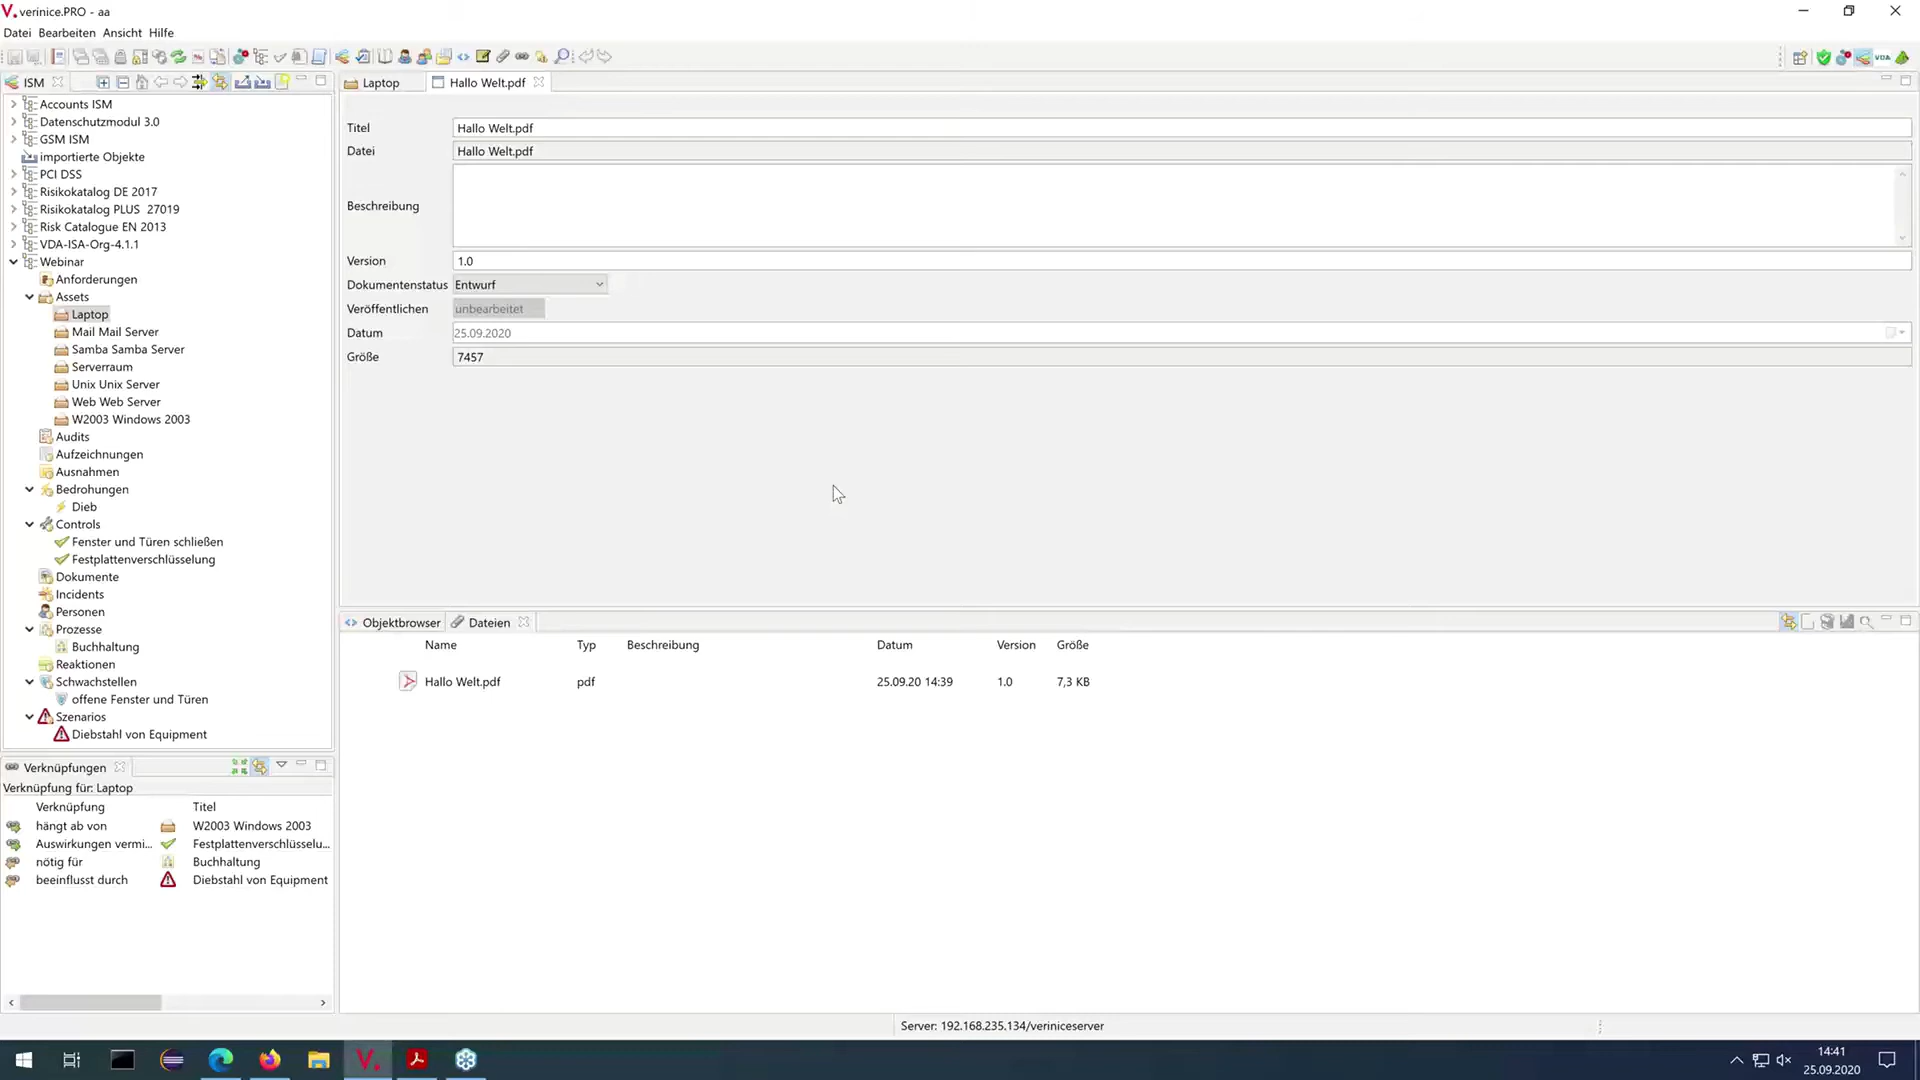 verinice.PRO - aa
Datei Bearbeiten Ansicht Hilfe
VDA
ISM
Laptop
Hallo Welt.pdf
Accounts ISM
Datenschutzmodul 3.0
GSM ISM
importierte Objekte
PCI DSS
Risikokatalog DE 2017
Risikokatalog PLUS 27019
Risk Catalogue EN 2013
VDA-ISA-Org-4.1.1
Webinar
Anforderungen
Assets
Laptop
Mail Mail Server
Samba Samba Server
Serverraum
Unix Unix Server
Web Web Server
W2003 Windows 2003
Audits
Aufzeichnungen
Ausnahmen
Bedrohungen
Dieb
Controls
Fenster und Türen schließen
Festplattenverschlüsselung
Dokumente
Incidents
Personen
Prozesse
Buchhaltung
Reaktionen
Schwachstellen
offene Fenster und Türen
Szenarios
Diebstahl von Equipment
Titel Hallo Welt.pdf
Datei Hallo Welt.pdf
Beschreibung
Version 1.0
Dokumentenstatus Entwurf
Veröffentlichen unbearbeitet
Datum 25.09.2020
Größe 7457
Objektbrowser Dateien
Name Typ Beschreibung Datum Version Größe
Hallo Welt.pdf pdf 25.09.20 14:39 1.0 7,3 KB
Verknüpfungen
Verknüpfung für: Laptop
Verknüpfung Titel
hängt ab von W2003 Windows 2003
Auswirkungen vermi... Festplattenverschlüsselu...
nötig für Buchhaltung
beeinflusst durch Diebstahl von Equipment
Server: 192.168.235.134/veriniceserver
14:41
25.09.2020